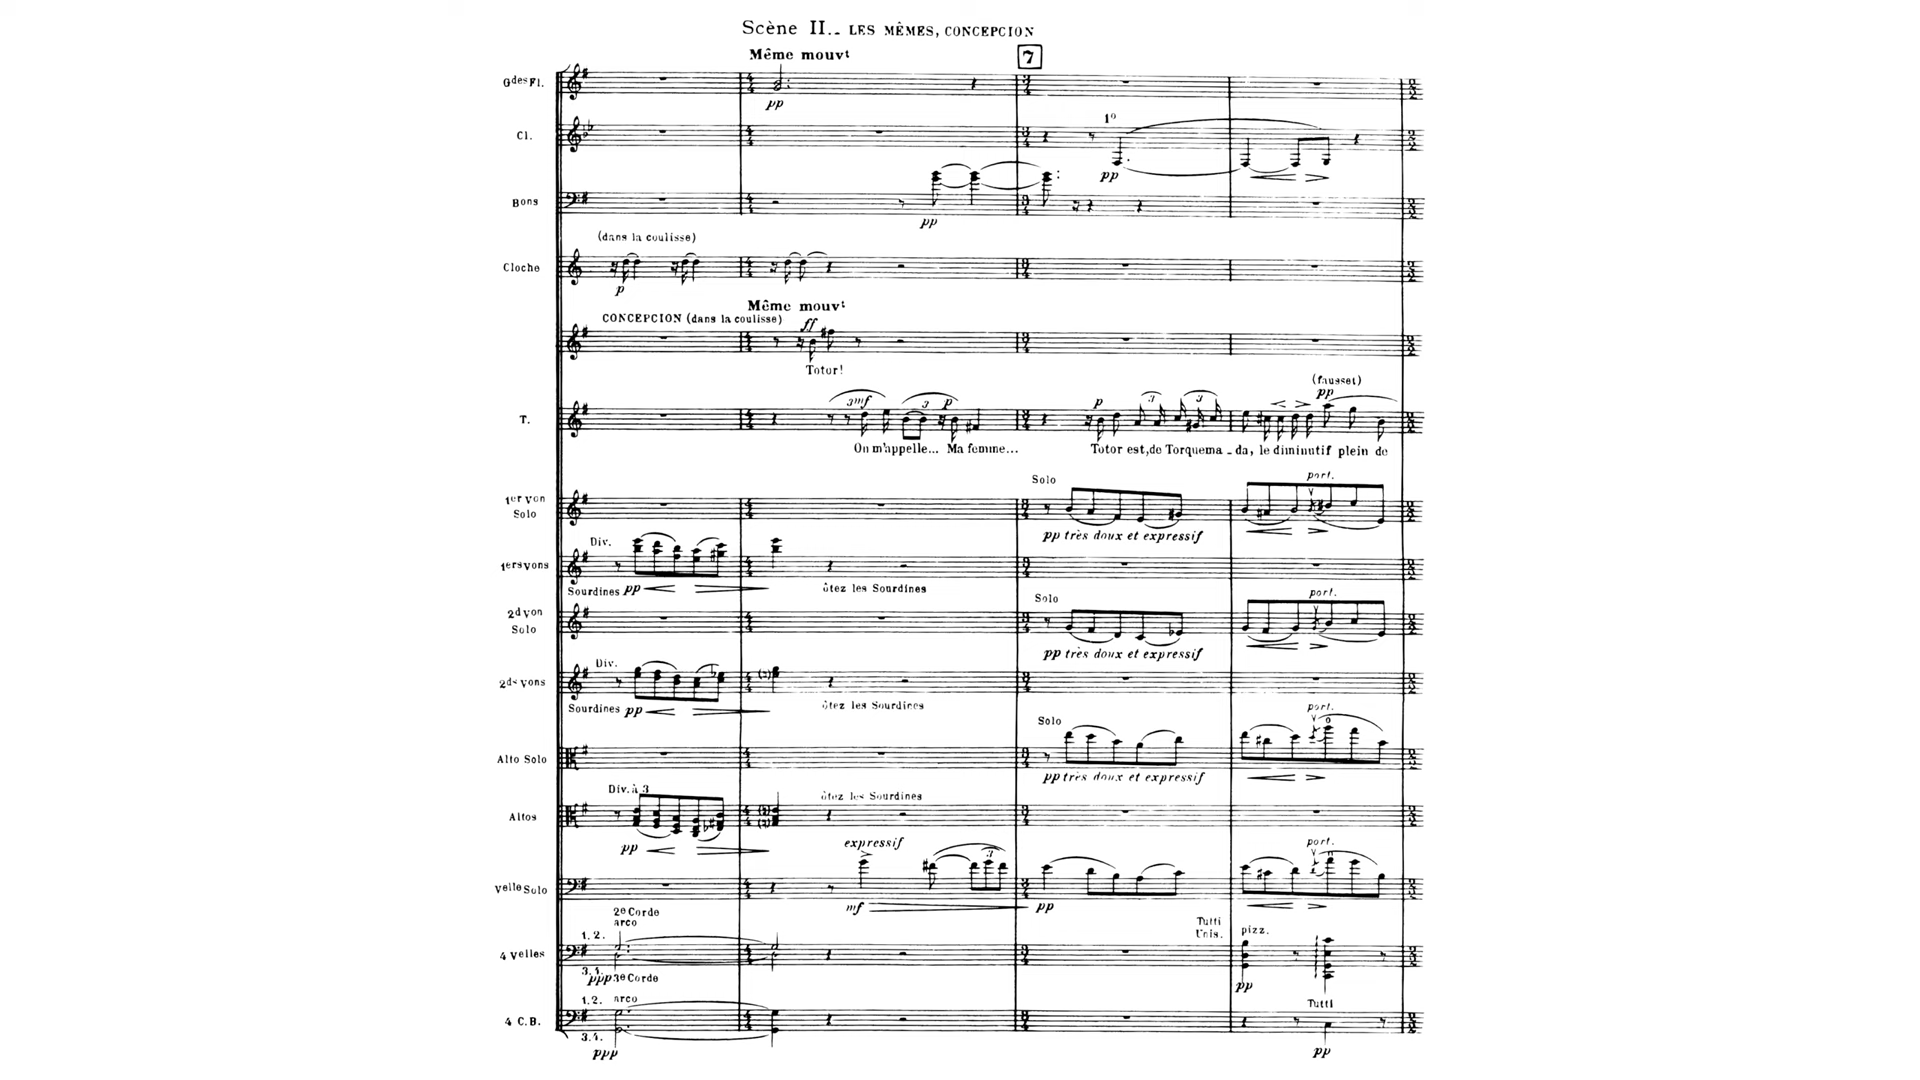 Scène II.. LES MÊMES, CONCEPCION
Même mouvt
7
Gdes Fl.
pp
Cl.
1o
pp
Bons
pp
(dans la coulisse)
Cloche
p
Même mouvt
CONCEPCION (dans la coulisse)
ff
Totor!
(fausset)
pp
T.
3 mf
3
p
p
3
3
On m'appelle... Ma femme...
Totor est, de Torquema - da, le diminutif plein de
1er von Solo
Solo
port.
pp très doux et expressif
1ers vons
Div.
Sourdines pp
ôtez les Sourdines
2d von Solo
Solo
port.
pp très doux et expressif
2ds vons
Div.
Sourdines pp
ôtez les Sourdines
Alto Solo
Solo
port.
pp très doux et expressif
Altos
Div. à 3
ôtez les Sourdines
pp
Velle Solo
expressif
3
port.
mf
pp
2e Corde
arco
1. 2.
Tutti
Unis.
pizz.
4 Velles
3. 4.
ppp 3e Corde
pp
1. 2. arco
Tutti
4 C.B.
3. 4.
ppp
pp